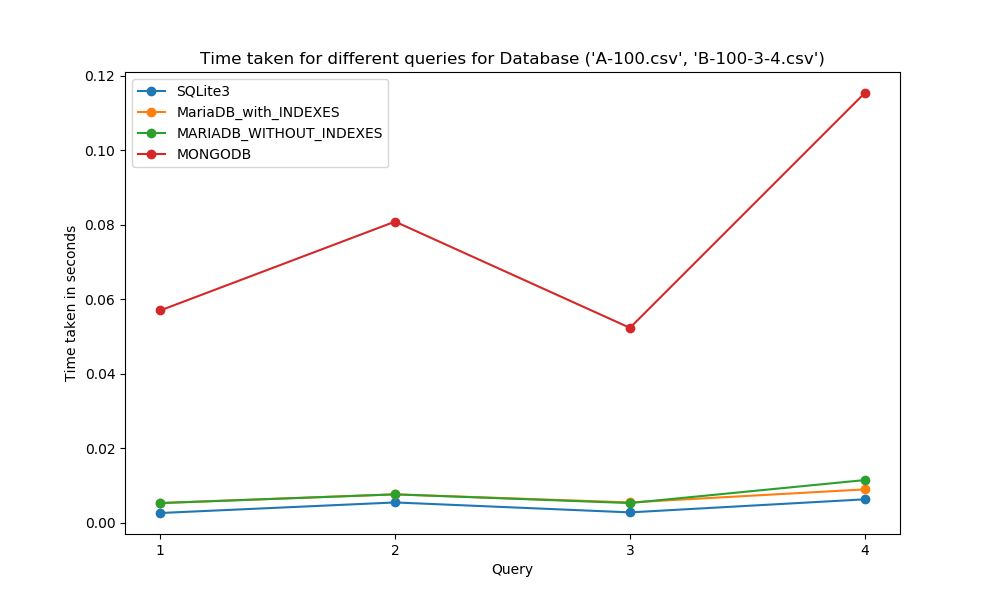 Time taken for different queries for Database ('A-100.csv', 'B-100-3-4.csv')
SQLite3
MariaDB_with_INDEXES
MARIADB_WITHOUT_INDEXES
MONGODB
Time taken in seconds
0.12
0.10
0.08
0.06
0.04
0.02
0.00
1 2 3 4
Query